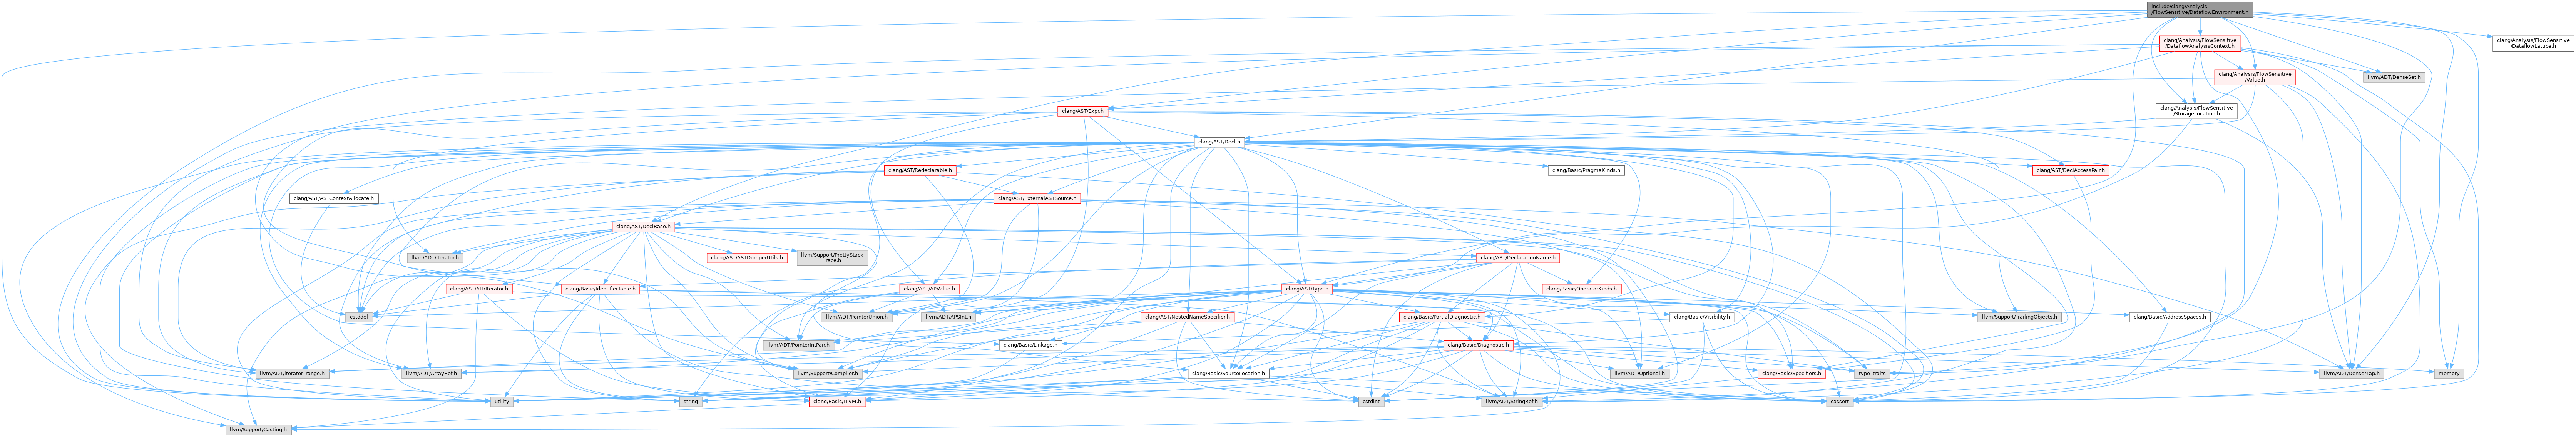 include/clang/Analysis
/FlowSensitive/DataflowEnvironment.h
clang/Analysis/FlowSensitive
/DataflowAnalysisContext.h
clang/Analysis/FlowSensitive
/DataflowLattice.h
clang/Analysis/FlowSensitive
/Value.h
llvm/ADT/DenseSet.h
clang/AST/Expr.h
clang/Analysis/FlowSensitive
/StorageLocation.h
clang/AST/Decl.h
clang/AST/Redeclarable.h
clang/Basic/PragmaKinds.h
clang/AST/DeclAccessPair.h
clang/AST/ASTContextAllocate.h
clang/AST/ExternalASTSource.h
clang/AST/DeclBase.h
llvm/ADT/iterator.h
clang/AST/ASTDumperUtils.h
llvm/Support/PrettyStack
Trace.h
clang/AST/DeclarationName.h
clang/AST/AttrIterator.h
clang/Basic/IdentifierTable.h
clang/AST/APValue.h
clang/AST/Type.h
clang/Basic/OperatorKinds.h
cstddef
llvm/ADT/PointerUnion.h
llvm/ADT/APSInt.h
clang/AST/NestedNameSpecifier.h
clang/Basic/PartialDiagnostic.h
clang/Basic/Visibility.h
llvm/Support/TrailingObjects.h
clang/Basic/AddressSpaces.h
llvm/ADT/PointerIntPair.h
clang/Basic/Linkage.h
clang/Basic/Diagnostic.h
llvm/ADT/iterator_range.h
llvm/ADT/ArrayRef.h
llvm/Support/Compiler.h
clang/Basic/SourceLocation.h
llvm/ADT/Optional.h
clang/Basic/Specifiers.h
type_traits
llvm/ADT/DenseMap.h
memory
utility
string
clang/Basic/LLVM.h
cstdint
llvm/ADT/StringRef.h
cassert
llvm/Support/Casting.h